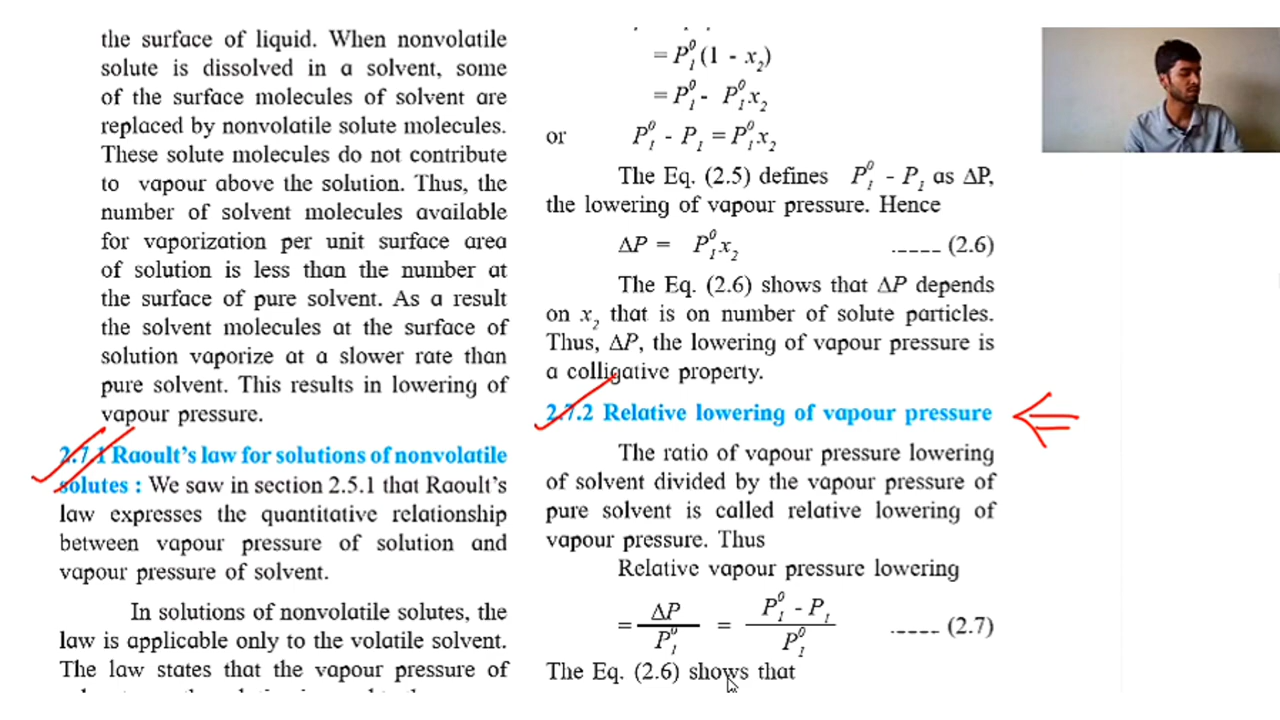 the surface of liquid. When nonvolatile
solute is dissolved in a solvent, some
of the surface molecules of solvent are
replaced by nonvolatile solute molecules.
These solute molecules do not contribute
to vapour above the solution. Thus, the
number of solvent molecules available
for vaporization per unit surface area
of solution is less than the number at
the surface of pure solvent. As a result
the solvent molecules at the surface of
solution vaporize at a slower rate than
pure solvent. This results in lowering of
vapour pressure.
2.7.1 Raoult's law for solutions of nonvolatile
solutes : We saw in section 2.5.1 that Raoult's
law expresses the quantitative relationship
between vapour pressure of solution and
vapour pressure of solvent.
In solutions of nonvolatile solutes, the
law is applicable only to the volatile solvent.
The law states that the vapour pressure of
= P₁⁰ (1 - x₂)
= P₁⁰ - P₁⁰ x₂
or P₁⁰ - P₁ = P₁⁰ x₂
The Eq. (2.5) defines P₁⁰ - P₁ as ΔP,
the lowering of vapour pressure. Hence
ΔP = P₁⁰ x₂ ----- (2.6)
The Eq. (2.6) shows that ΔP depends
on x₂ that is on number of solute particles.
Thus, ΔP, the lowering of vapour pressure is
a colligative property.
2.7.2 Relative lowering of vapour pressure
The ratio of vapour pressure lowering
of solvent divided by the vapour pressure of
pure solvent is called relative lowering of
vapour pressure. Thus
Relative vapour pressure lowering
= ΔP / P₁⁰ = P₁⁰ - P₁ / P₁⁰ ----- (2.7)
The Eq. (2.6) shows that